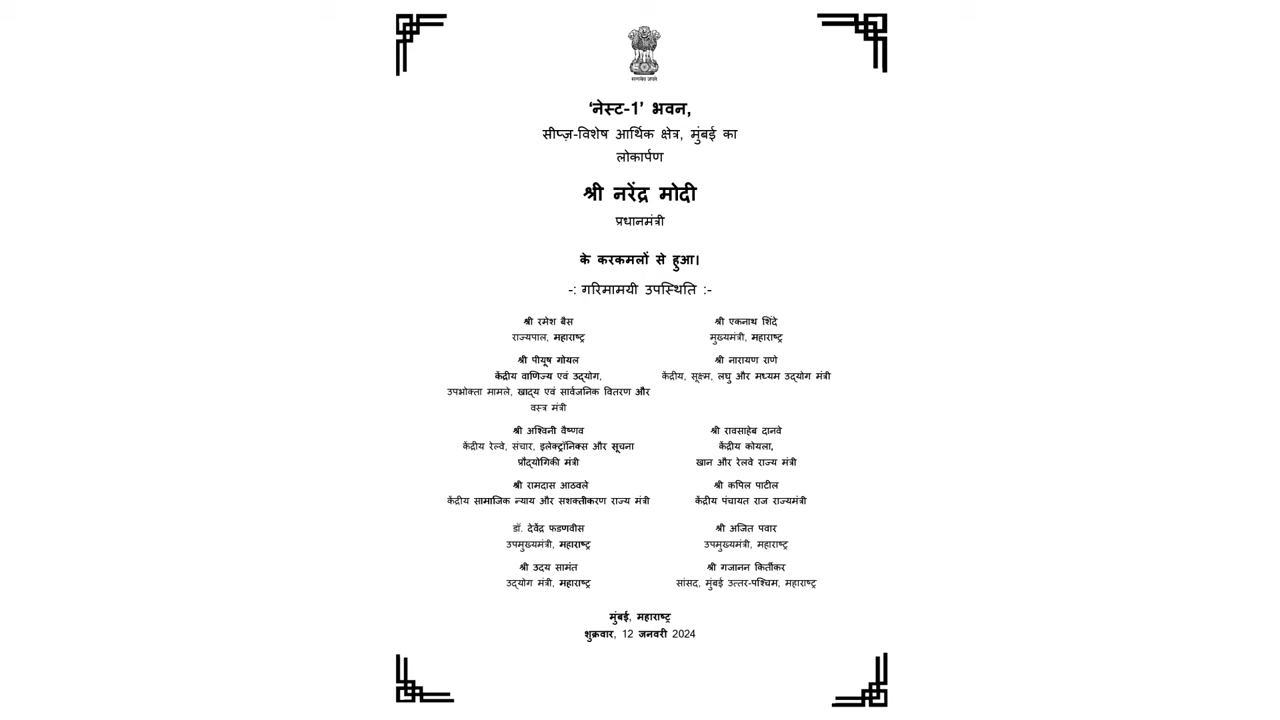 सत्यमेव जयते
‘नेस्ट-1’ भवन,
सीप्ज़-विशेष आर्थिक क्षेत्र, मुंबई का
लोकार्पण
श्री नरेंद्र मोदी
प्रधानमंत्री
के करकमलों से हुआ।
-: गरिमामयी उपस्थिति :-
श्री रमेश बैस
राज्यपाल, महाराष्ट्र
श्री एकनाथ शिंदे
मुख्यमंत्री, महाराष्ट्र
श्री पीयूष गोयल
केंद्रीय वाणिज्य एवं उद्योग,
उपभोक्ता मामले, खाद्य एवं सार्वजनिक वितरण और
वस्त्र मंत्री
श्री नारायण राणे
केंद्रीय, सूक्ष्म, लघु और मध्यम उद्योग मंत्री
श्री अश्विनी वैष्णव
केंद्रीय रेल्वे, संचार, इलेक्ट्रॉनिक्स और सूचना
प्रौद्योगिकी मंत्री
श्री रावसाहेब दानवे
केंद्रीय कोयला,
खान और रेलवे राज्य मंत्री
श्री रामदास आठवले
केंद्रीय सामाजिक न्याय और सशक्तीकरण राज्य मंत्री
श्री कपिल पाटील
केंद्रीय पंचायत राज राज्यमंत्री
डॉ. देवेंद्र फडणवीस
उपमुख्यमंत्री, महाराष्ट्र
श्री अजित पवार
उपमुख्यमंत्री, महाराष्ट्र
श्री उदय सामंत
उद्योग मंत्री, महाराष्ट्र
श्री गजानन किर्तीकर
सांसद, मुंबई उत्तर-पश्चिम, महाराष्ट्र
मुंबई, महाराष्ट्र
शुक्रवार, 12 जनवरी 2024